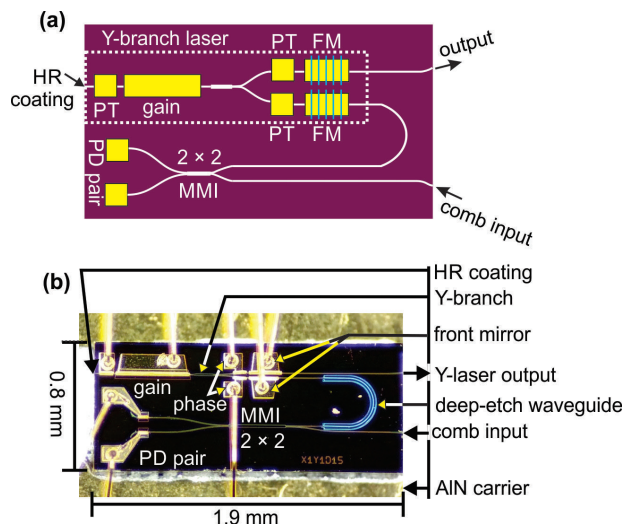 (a)
Y-branch laser
PT
FM
output
HR
coating
PT
gain
PT
FM
PD
pair
2 × 2
MMI
comb input
(b)
HR coating
Y-branch
front mirror
Y-laser output
deep-etch waveguide
comb input
AlN carrier
gain
phase
MMI
2 × 2
PD pair
X1Y1D15
0.8 mm
1.9 mm